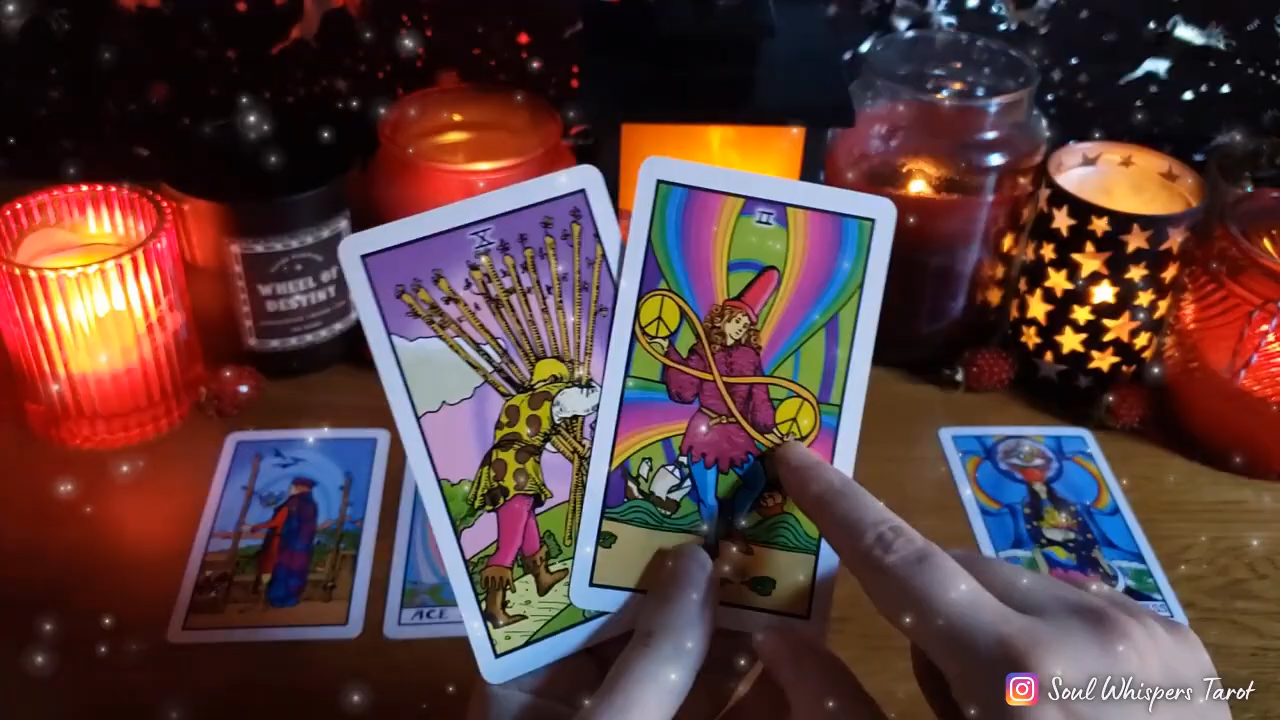 X
II
WHEEL OF
DESTINY
ACE
Soul Whispers Tarot